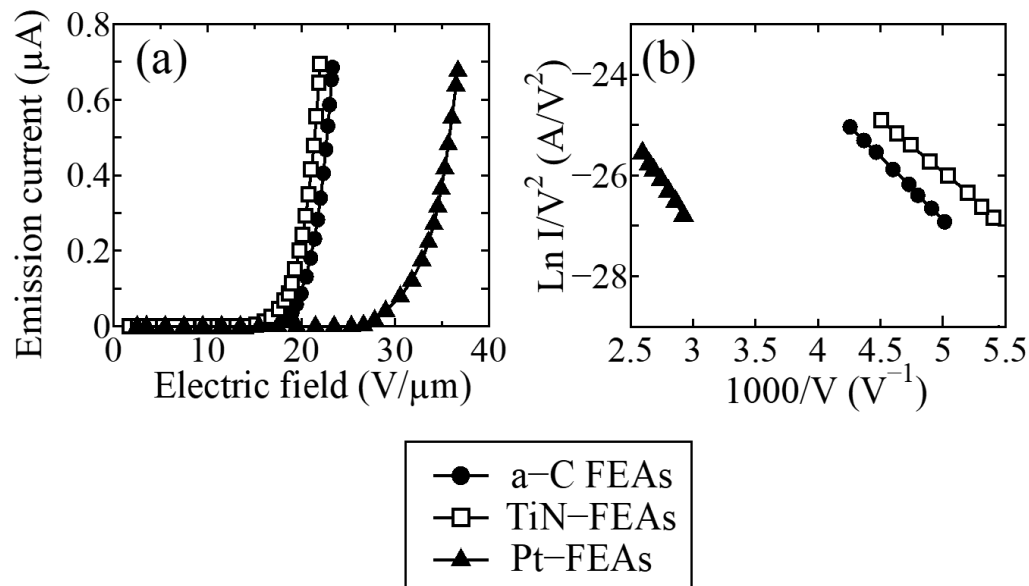 (a)
Emission current (μA)
0.8
0.6
0.4
0.2
0
0 10 20 30 40
Electric field (V/μm)
(b)
Ln I/V² (A/V²)
−24
−26
−28
2.5 3 3.5 4 4.5 5 5.5
1000/V (V⁻¹)
a−C FEAs
TiN−FEAs
Pt−FEAs